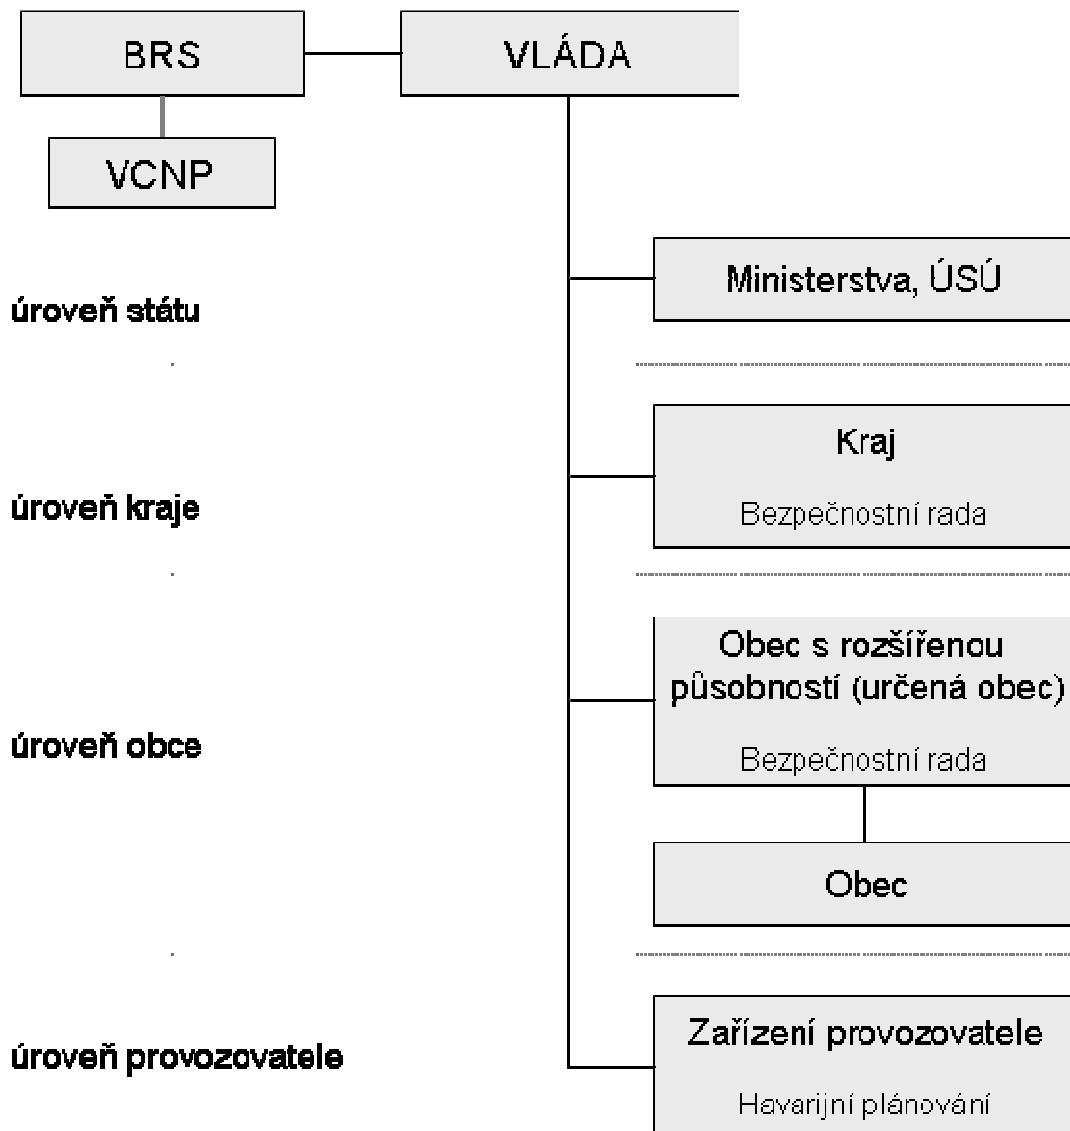 BRS
VLÁDA
VCNP
Ministerstva, ÚSÚ
úroveň státu
Kraj
Bezpečnostní rada
úroveň kraje
Obec s rozšířenou
působností (určená obec)
Bezpečnostní rada
úroveň obce
Obec
Zařízení provozovatele
Havarijní plánování
úroveň provozovatele